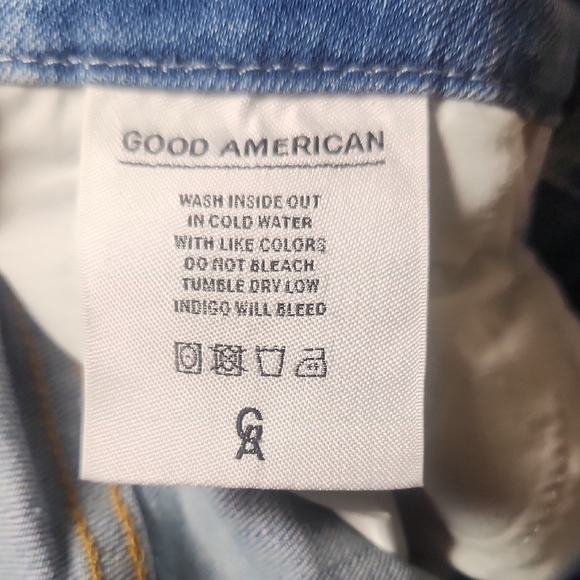 GOOD AMERICAN
WASH INSIDE OUT
IN COLD WATER
WITH LIKE COLORS
DO NOT BLEACH
TUMBLE DRY LOW
INDIGO WILL BLEED
GA